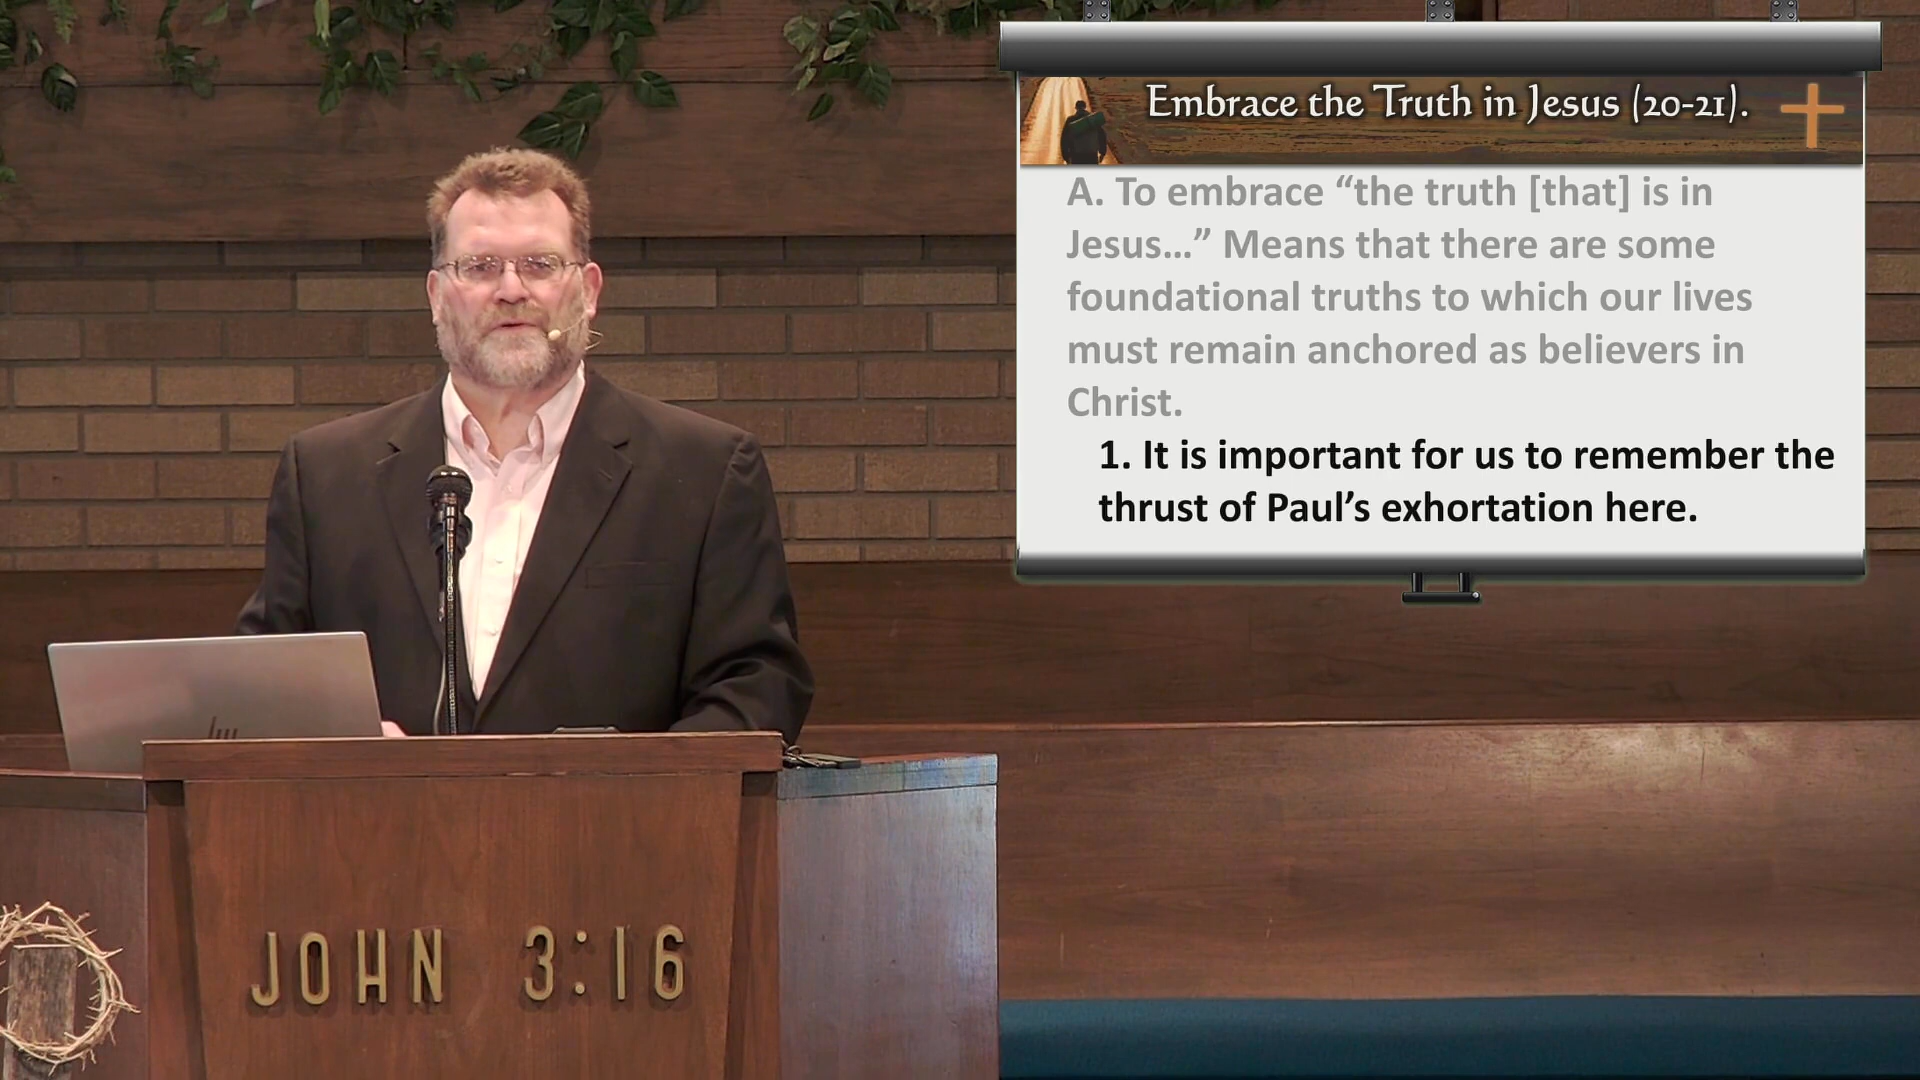 Embrace the Truth in Jesus (20-21).
A. To embrace “the truth [that] is in
Jesus...” Means that there are some
foundational truths to which our lives
must remain anchored as believers in
Christ.
1. It is important for us to remember the
thrust of Paul’s exhortation here.
hp
JOHN 3:16